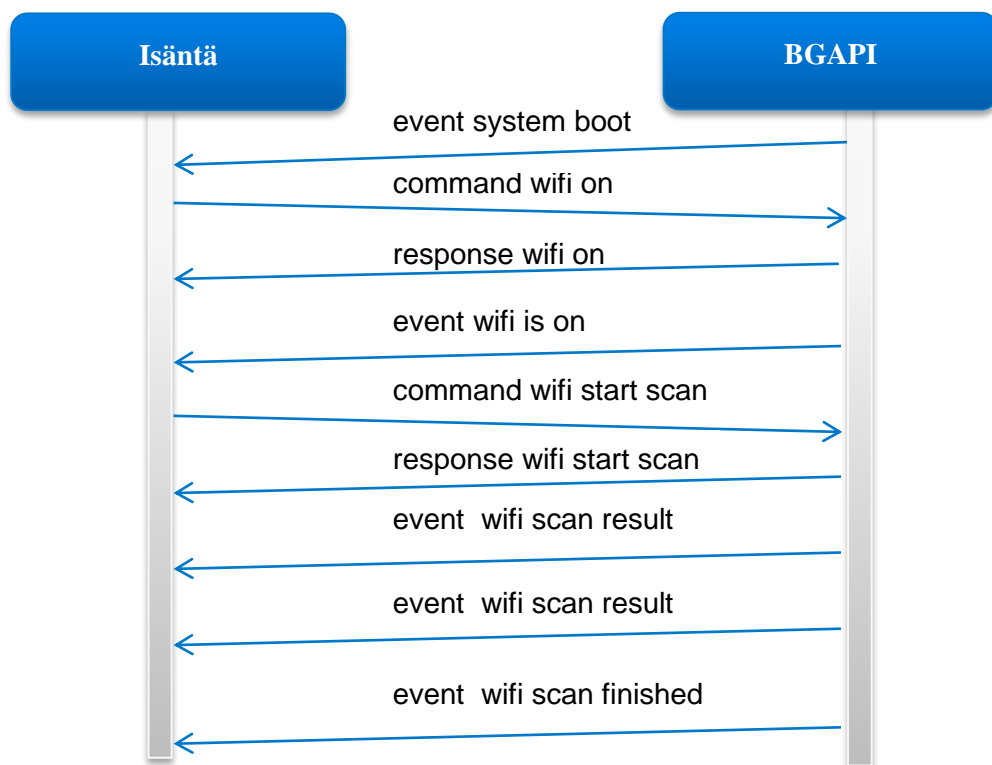 Isäntä
BGAPI
event system boot
command wifi on
response wifi on
event wifi is on
command wifi start scan
response wifi start scan
event  wifi scan result
event  wifi scan result
event  wifi scan finished